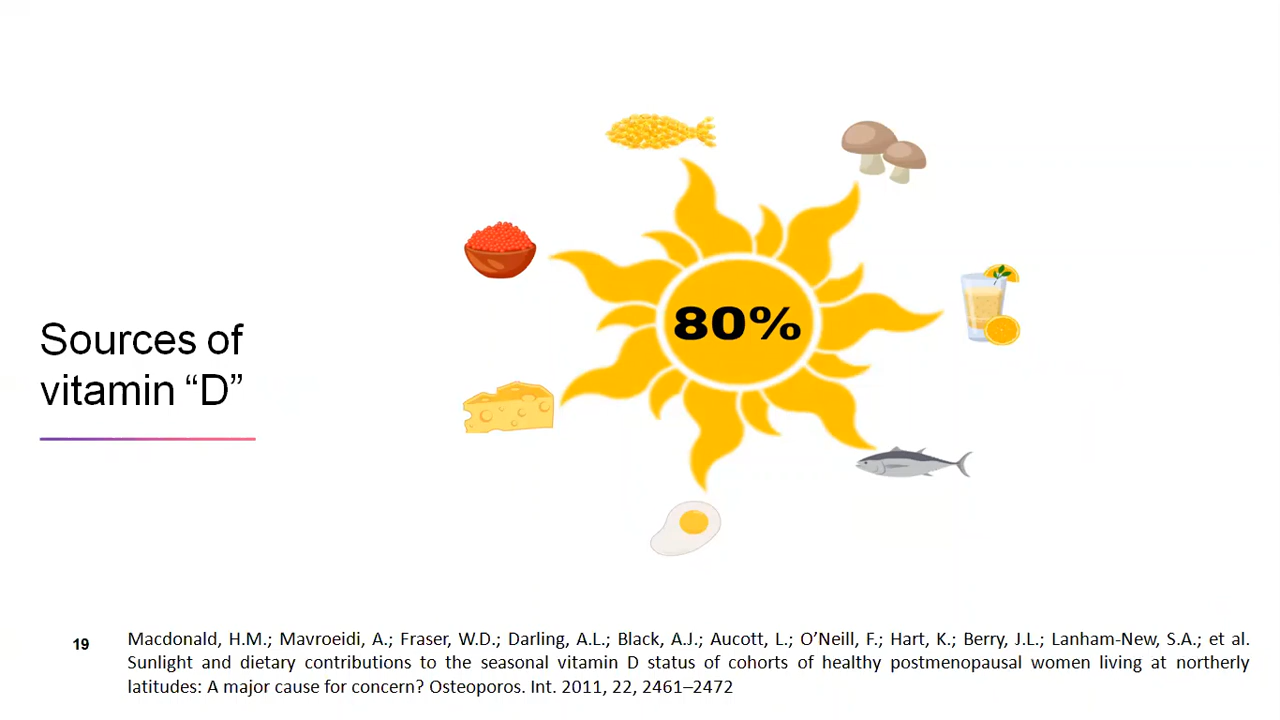 80%
Sources of
vitamin “D”
19
Macdonald, H.M.; Mavroeidi, A.; Fraser, W.D.; Darling, A.L.; Black, A.J.; Aucott, L.; O’Neill, F.; Hart, K.; Berry, J.L.; Lanham-New, S.A.; et al.
Sunlight and dietary contributions to the seasonal vitamin D status of cohorts of healthy postmenopausal women living at northerly
latitudes: A major cause for concern? Osteoporos. Int. 2011, 22, 2461–2472